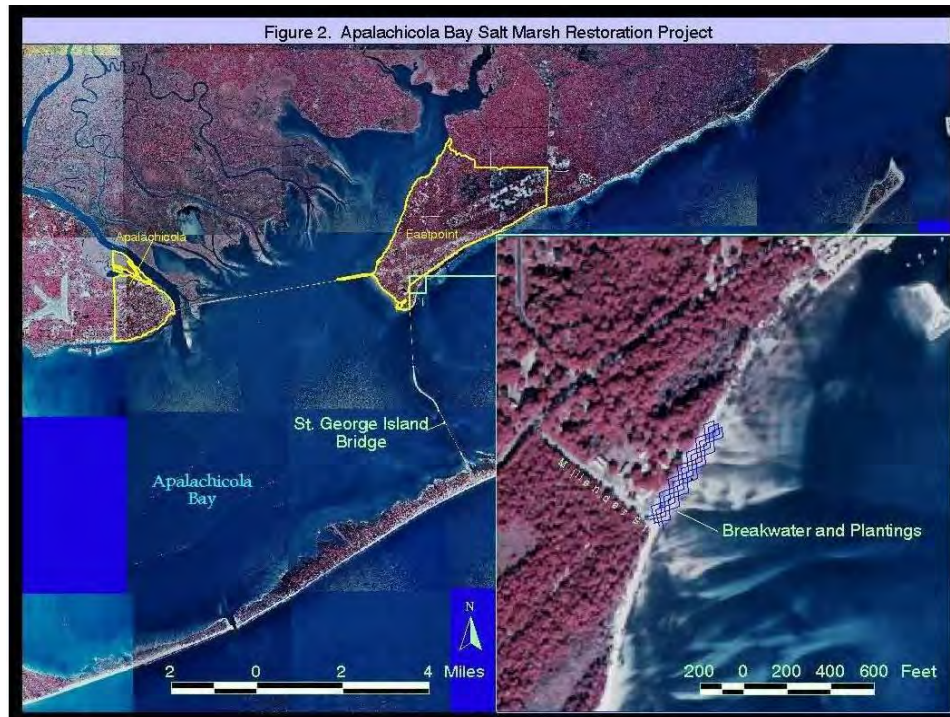 Figure 2. Apalachicola Bay Salt Marsh Restoration Project
Apalachicola
Eastpoint
St. George Island
Bridge
Apalachicola
Bay
Breakwater and Plantings
N
2 0 2 4 Miles
200 0 200 400 600 Feet